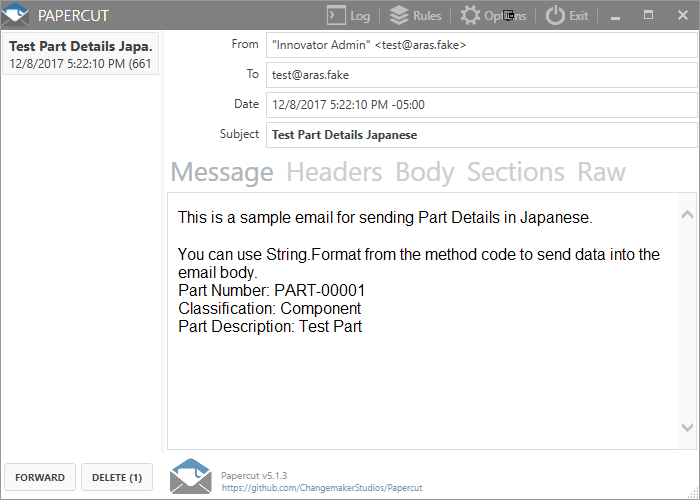 PAPERCUT
Log
Rules
Options
Exit
Test Part Details Japa.
12/8/2017 5:22:10 PM (661
From "Innovator Admin" <test@aras.fake>
To test@aras.fake
Date 12/8/2017 5:22:10 PM -05:00
Subject Test Part Details Japanese
Message Headers Body Sections Raw
This is a sample email for sending Part Details in Japanese.
You can use String.Format from the method code to send data into the
email body.
Part Number: PART-00001
Classification: Component
Part Description: Test Part
FORWARD
DELETE (1)
Papercut v5.1.3
https://github.com/ChangemakerStudios/Papercut